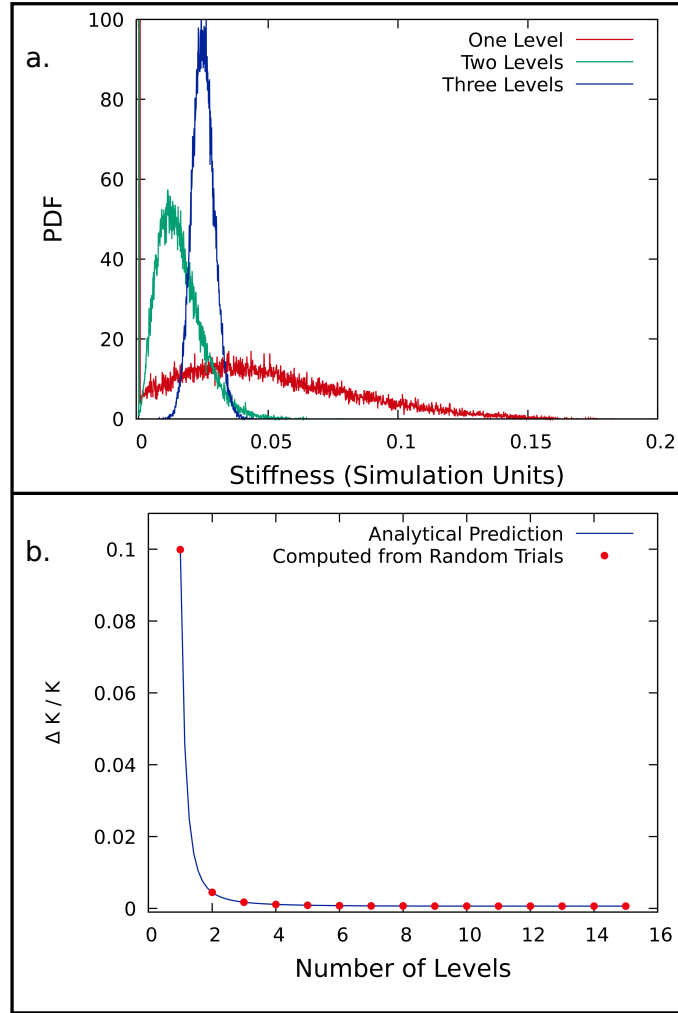 a.
100
80
60
40
20
0
PDF
One Level
Two Levels
Three Levels
0 0.05 0.1 0.15 0.2
Stiffness (Simulation Units)
b.
0.1
0.08
0.06
0.04
0.02
0
Δ K / K
Analytical Prediction
Computed from Random Trials
0 2 4 6 8 10 12 14 16
Number of Levels